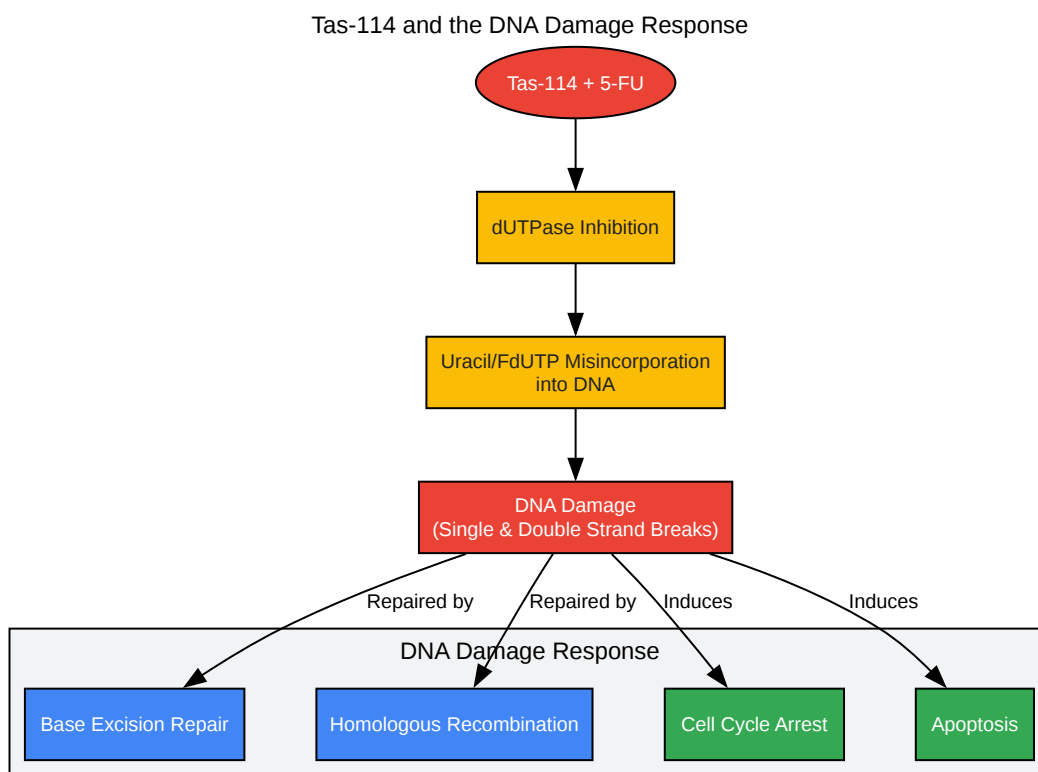 Tas-114 and the DNA Damage Response
Tas-114 + 5-FU
dUTPase Inhibition
Uracil/FdUTP Misincorporation
into DNA
DNA Damage
(Single & Double Strand Breaks)
Repaired by
Repaired by
Induces
Induces
DNA Damage Response
Base Excision Repair
Homologous Recombination
Cell Cycle Arrest
Apoptosis